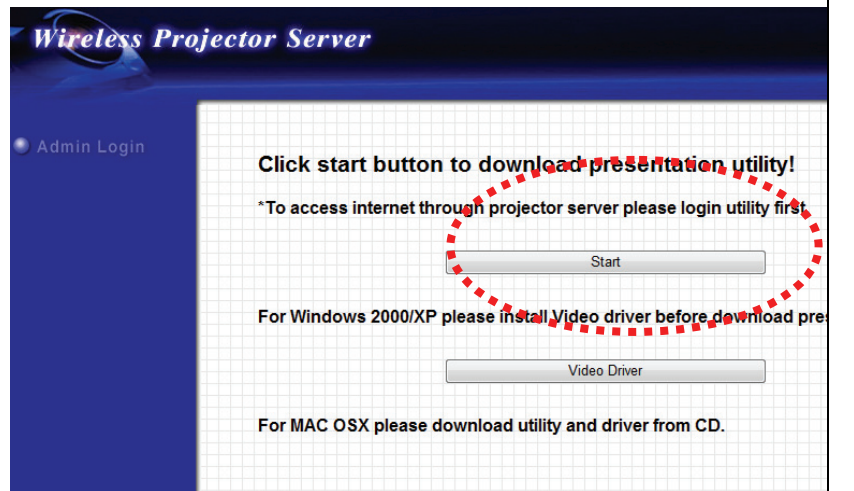 Wireless Projector Server
Admin Login
Click start button to download presentation utility!
*To access internet through projector server please login utility first.
Start
For Windows 2000/XP please install Video driver before download pre
Video Driver
For MAC OSX please download utility and driver from CD.